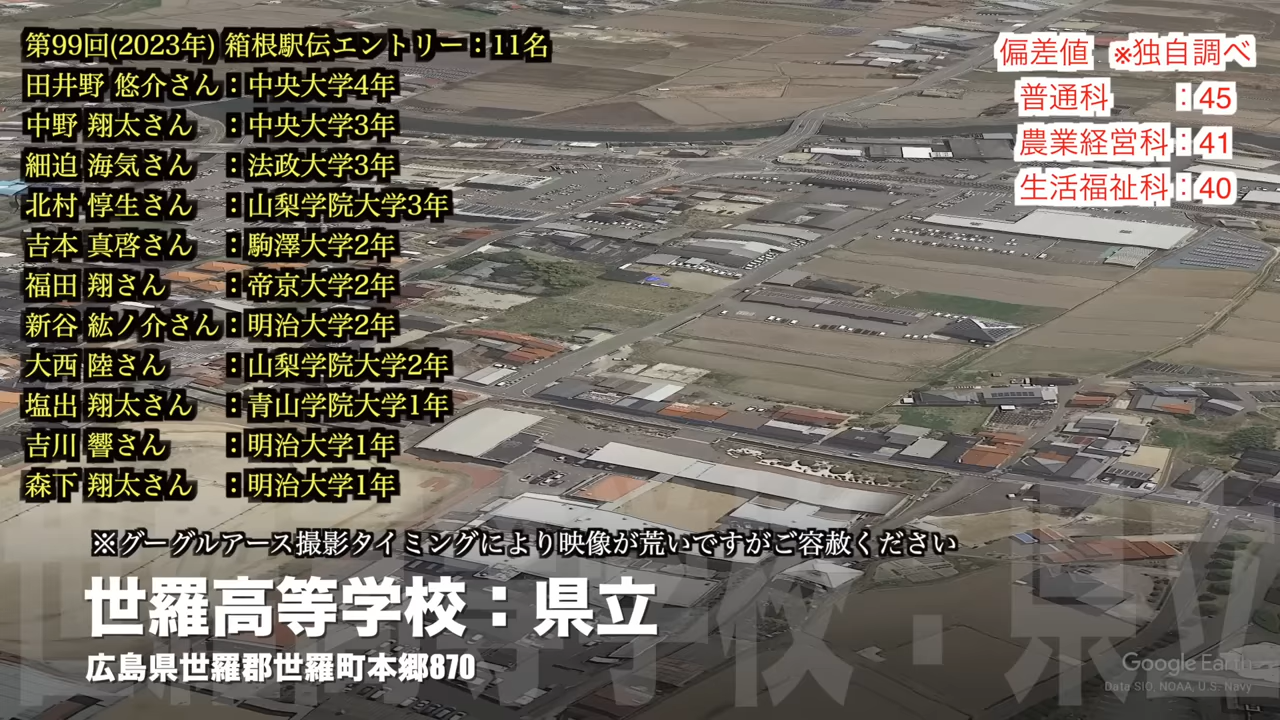 第99回(2023年) 箱根駅伝エントリー：11名
田井野 悠介さん：中央大学4年
中野 翔太さん ：中央大学3年
細迫 海気さん ：法政大学3年
北村 惇生さん ：山梨学院大学3年
吉本 真啓さん ：駒澤大学2年
福田 翔さん ：帝京大学2年
新谷 紘ノ介さん：明治大学2年
大西 陸さん ：山梨学院大学2年
塩出 翔太さん ：青山学院大学1年
吉川 響さん ：明治大学1年
森下 翔太さん ：明治大学1年
偏差値 ※独自調べ
普通科 ：45
農業経営科：41
生活福祉科：40
※グーグルアース撮影タイミングにより映像が荒いですがご容赦ください
世羅高等学校：県立
広島県世羅郡世羅町本郷870
Google Earth
Data SIO, NOAA, U.S. Navy